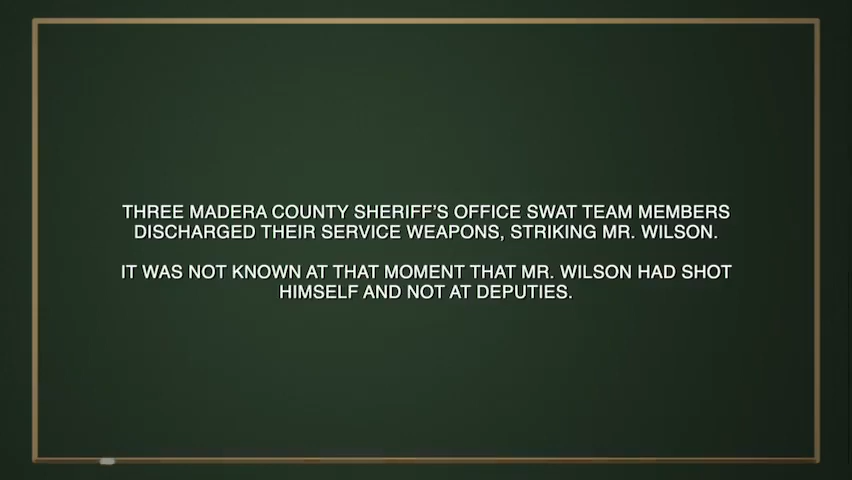 THREE MADERA COUNTY SHERIFF'S OFFICE SWAT TEAM MEMBERS
DISCHARGED THEIR SERVICE WEAPONS, STRIKING MR. WILSON.
IT WAS NOT KNOWN AT THAT MOMENT THAT MR. WILSON HAD SHOT
HIMSELF AND NOT AT DEPUTIES.